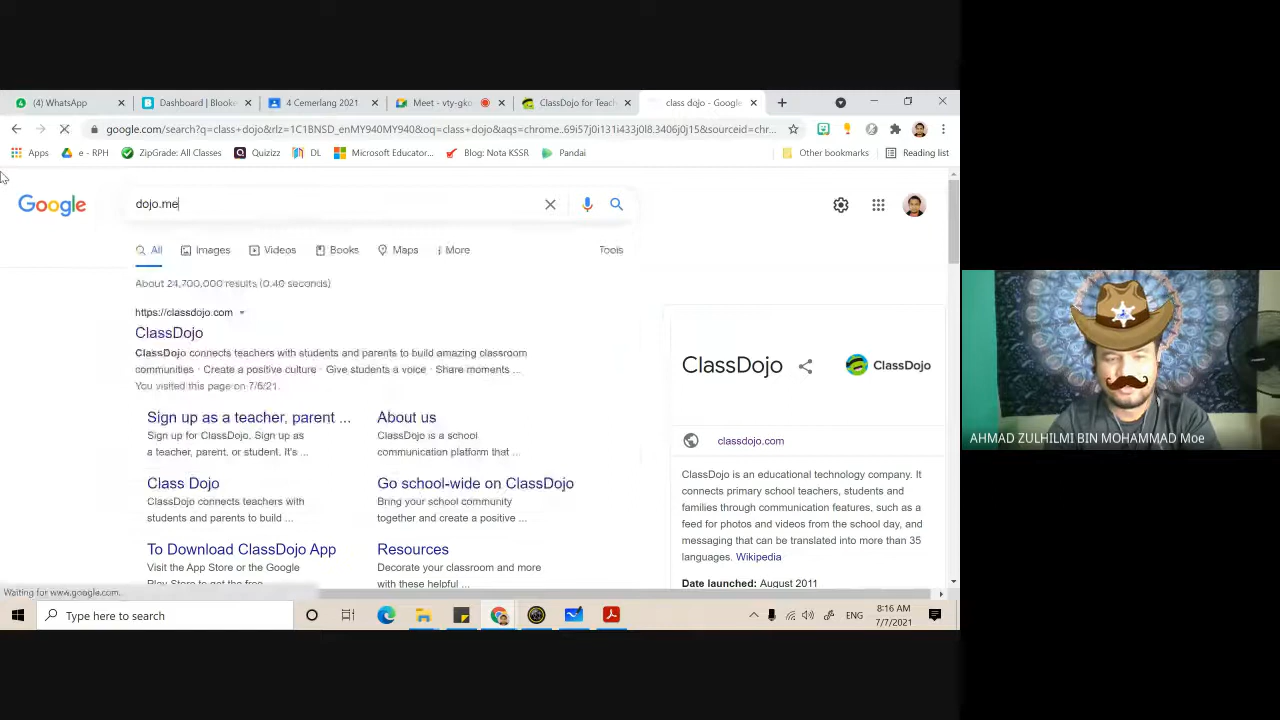 (4) WhatsApp
Dashboard | Blooke
4 Cemerlang 2021
Meet - vty-gko
ClassDojo for Teac
class dojo - Google
google.com/search?q=class+dojo&rlz=1C1BNSD_enMY940MY940&oq=class+dojo&aqs=chrome..69i57j0i131i433j0l8.3406j0j15&sourceid=chr...
Apps
e - RPH
ZipGrade: All Classes
Quizizz
DL
Microsoft Educator...
Blog: Nota KSSR
Pandai
Other bookmarks
Reading list
Google
dojo.me
All
Images
Videos
Books
Maps
More
Tools
About 24,700,000 results (0.40 seconds)
https://classdojo.com
ClassDojo
ClassDojo connects teachers with students and parents to build amazing classroom
communities · Create a positive culture · Give students a voice · Share moments ...
You visited this page on 7/6/21.
Sign up as a teacher, parent ...
Sign up for ClassDojo. Sign up as
a teacher, parent, or student. It's ...
About us
ClassDojo is a school
communication platform that ...
Class Dojo
ClassDojo connects teachers with
students and parents to build ...
Go school-wide on ClassDojo
Bring your school community
together and create a positive ...
To Download ClassDojo App
Visit the App Store or the Google
Play Store to get the free
Resources
Decorate your classroom and more
with these helpful ...
ClassDojo
ClassDojo
classdojo.com
ClassDojo is an educational technology company. It
connects primary school teachers, students and
families through communication features, such as a
feed for photos and videos from the school day, and
messaging that can be translated into more than 35
languages. Wikipedia
Date launched: August 2011
Waiting for www.google.com...
Type here to search
ENG
8:16 AM
7/7/2021
AHMAD ZULHILMI BIN MOHAMMAD Moe